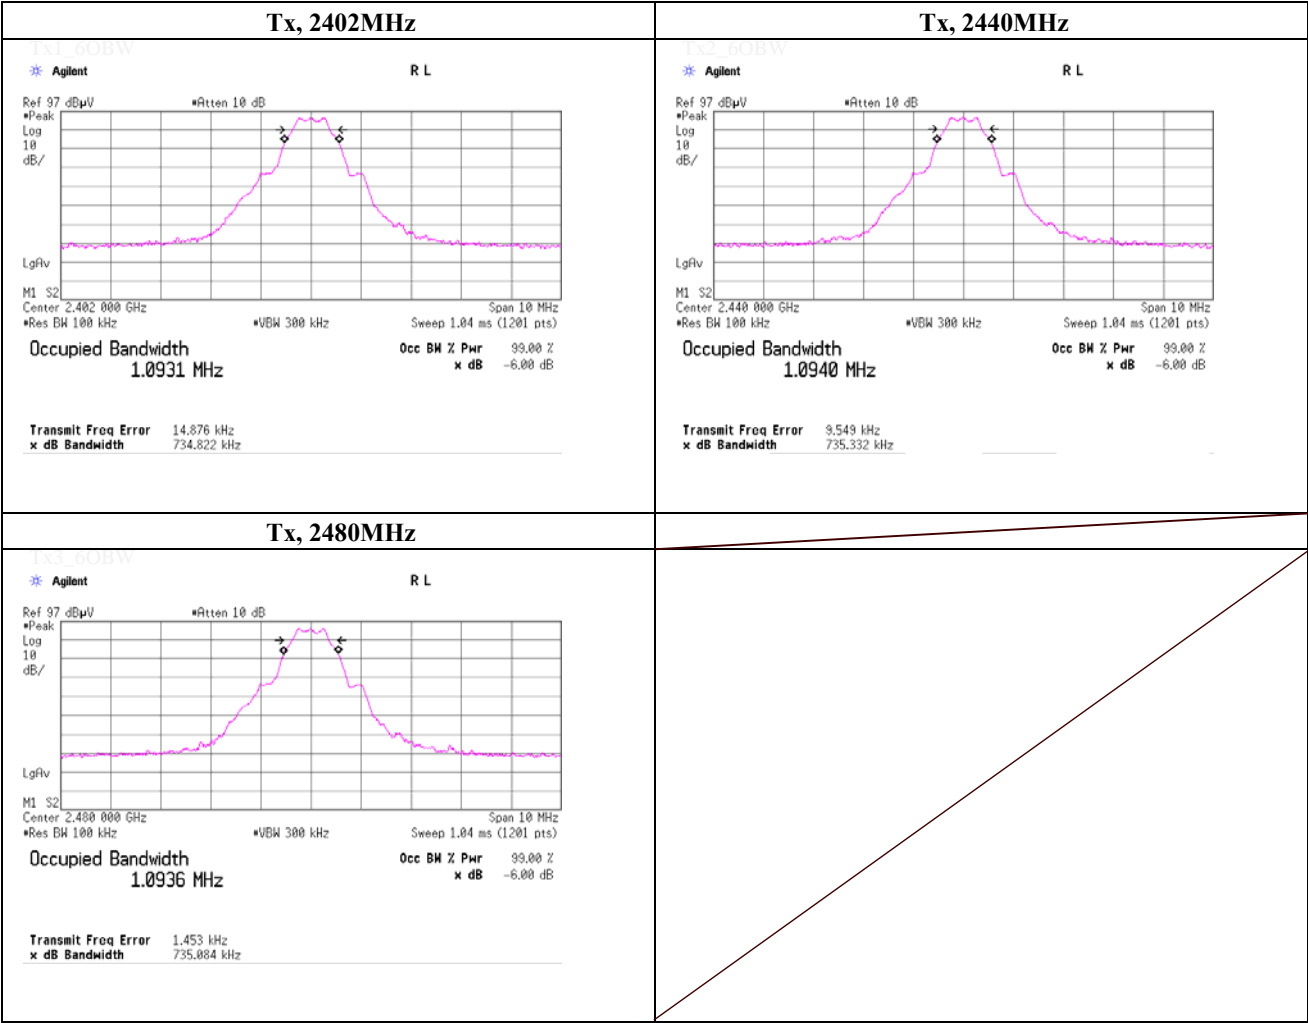 Tx, 2402MHz
Tx1_6OBW
Agilent R L
Ref 97 dBµV #Atten 10 dB
#Peak
Log
10
dB/
LgAv
M1 S2
Center 2.402 000 GHz Span 10 MHz
#Res BW 100 kHz #VBW 300 kHz Sweep 1.04 ms (1201 pts)
Occupied Bandwidth Occ BW % Pwr 99.00 %
1.0931 MHz x dB -6.00 dB
Transmit Freq Error 14.876 kHz
x dB Bandwidth 734.822 kHz
Tx, 2440MHz
Tx2_6OBW
Agilent R L
Ref 97 dBµV #Atten 10 dB
#Peak
Log
10
dB/
LgAv
M1 S2
Center 2.440 000 GHz Span 10 MHz
#Res BW 100 kHz #VBW 300 kHz Sweep 1.04 ms (1201 pts)
Occupied Bandwidth Occ BW % Pwr 99.00 %
1.0940 MHz x dB -6.00 dB
Transmit Freq Error 9.549 kHz
x dB Bandwidth 735.332 kHz
Tx, 2480MHz
Tx3_6OBW
Agilent R L
Ref 97 dBµV #Atten 10 dB
#Peak
Log
10
dB/
LgAv
M1 S2
Center 2.480 000 GHz Span 10 MHz
#Res BW 100 kHz #VBW 300 kHz Sweep 1.04 ms (1201 pts)
Occupied Bandwidth Occ BW % Pwr 99.00 %
1.0936 MHz x dB -6.00 dB
Transmit Freq Error 1.453 kHz
x dB Bandwidth 735.084 kHz